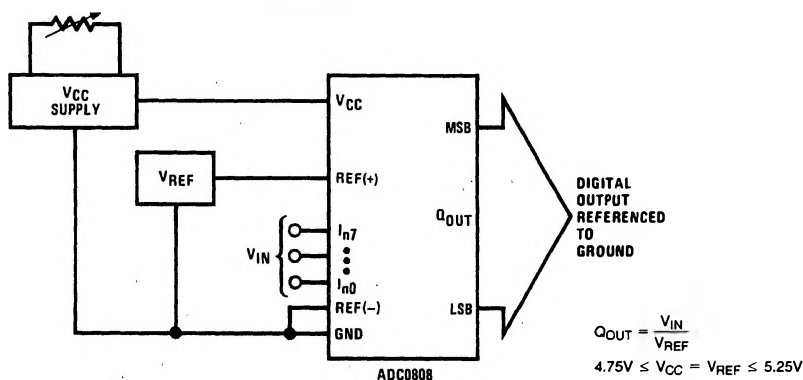 VCC
SUPPLY
VCC
MSB
VREF
REF(+)
DIGITAL
OUTPUT
REFERENCED
TO
GROUND
QOUT
VIN
In7
In0
REF(−)
LSB
GND
ADC0808
QOUT = VIN / VREF
4.75V ≤ VCC = VREF ≤ 5.25V